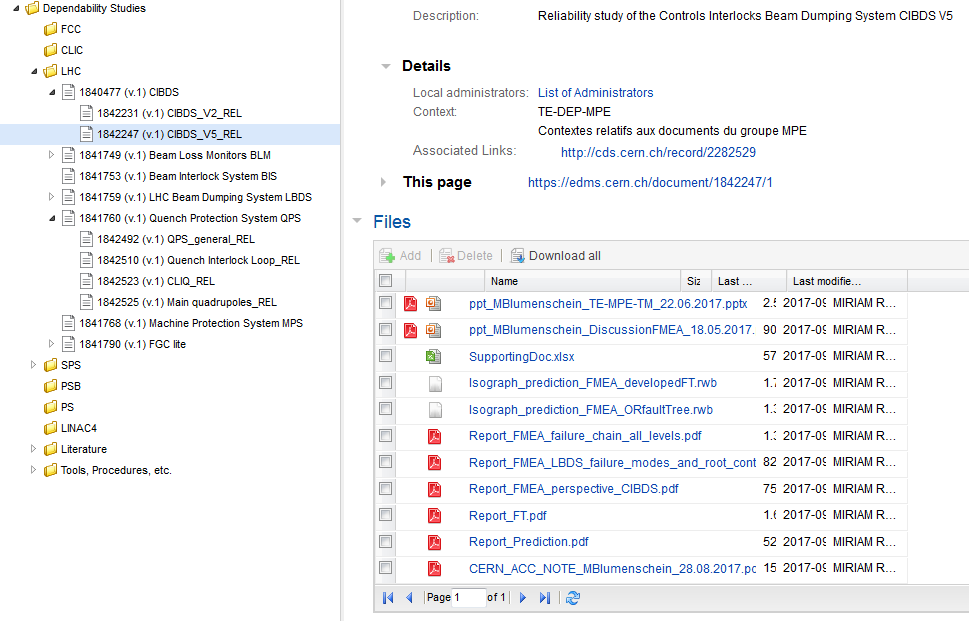 Dependability Studies
FCC
CLIC
LHC
1840477 (v.1) CIBDS
1842231 (v.1) CIBDS_V2_REL
1842247 (v.1) CIBDS_V5_REL
1841749 (v.1) Beam Loss Monitors BLM
1841753 (v.1) Beam Interlock System BIS
1841759 (v.1) LHC Beam Dumping System LBDS
1841760 (v.1) Quench Protection System QPS
1842492 (v.1) QPS_general_REL
1842510 (v.1) Quench Interlock Loop_REL
1842523 (v.1) CLIQ_REL
1842525 (v.1) Main quadrupoles_REL
1841768 (v.1) Machine Protection System MPS
1841790 (v.1) FGC lite
SPS
PSB
PS
LINAC4
Literature
Tools, Procedures, etc.
Description: Reliability study of the Controls Interlocks Beam Dumping System CIBDS V5
Details
Local administrators: List of Administrators
Context: TE-DEP-MPE
Contextes relatifs aux documents du groupe MPE
Associated Links: http://cds.cern.ch/record/2282529
This page https://edms.cern.ch/document/1842247/1
Files
Add Delete Download all
Name Siz Last ... Last modifie...
ppt_MBlumenschein_TE-MPE-TM_22.06.2017.pptx 2.5 2017-09 MIRIAM R...
ppt_MBlumenschein_DiscussionFMEA_18.05.2017. 90 2017-09 MIRIAM R...
SupportingDoc.xlsx 57 2017-09 MIRIAM R...
Isograph_prediction_FMEA_developedFT.rwb 1.7 2017-09 MIRIAM R...
Isograph_prediction_FMEA_ORfaultTree.rwb 1.3 2017-09 MIRIAM R...
Report_FMEA_failure_chain_all_levels.pdf 1.3 2017-09 MIRIAM R...
Report_FMEA_LBDS_failure_modes_and_root_cont 82 2017-09 MIRIAM R...
Report_FMEA_perspective_CIBDS.pdf 75 2017-09 MIRIAM R...
Report_FT.pdf 1.6 2017-09 MIRIAM R...
Report_Prediction.pdf 52 2017-09 MIRIAM R...
CERN_ACC_NOTE_MBlumenschein_28.08.2017.pd 15 2017-09 MIRIAM R...
Page 1 of 1